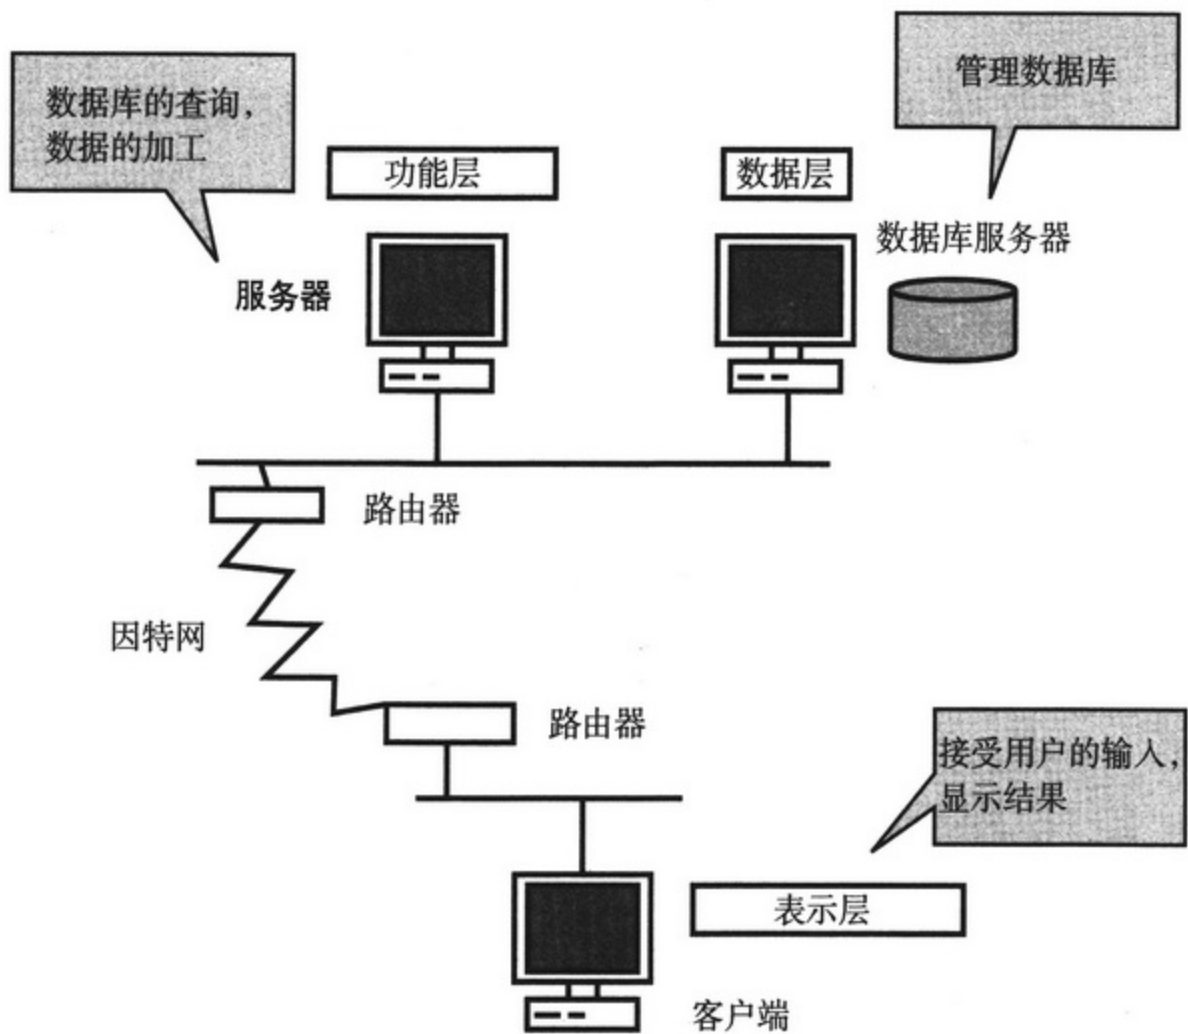 管理数据库
数据库的查询，
数据的加工
功能层
数据层
数据库服务器
服务器
路由器
因特网
路由器
接受用户的输入，
显示结果
表示层
客户端